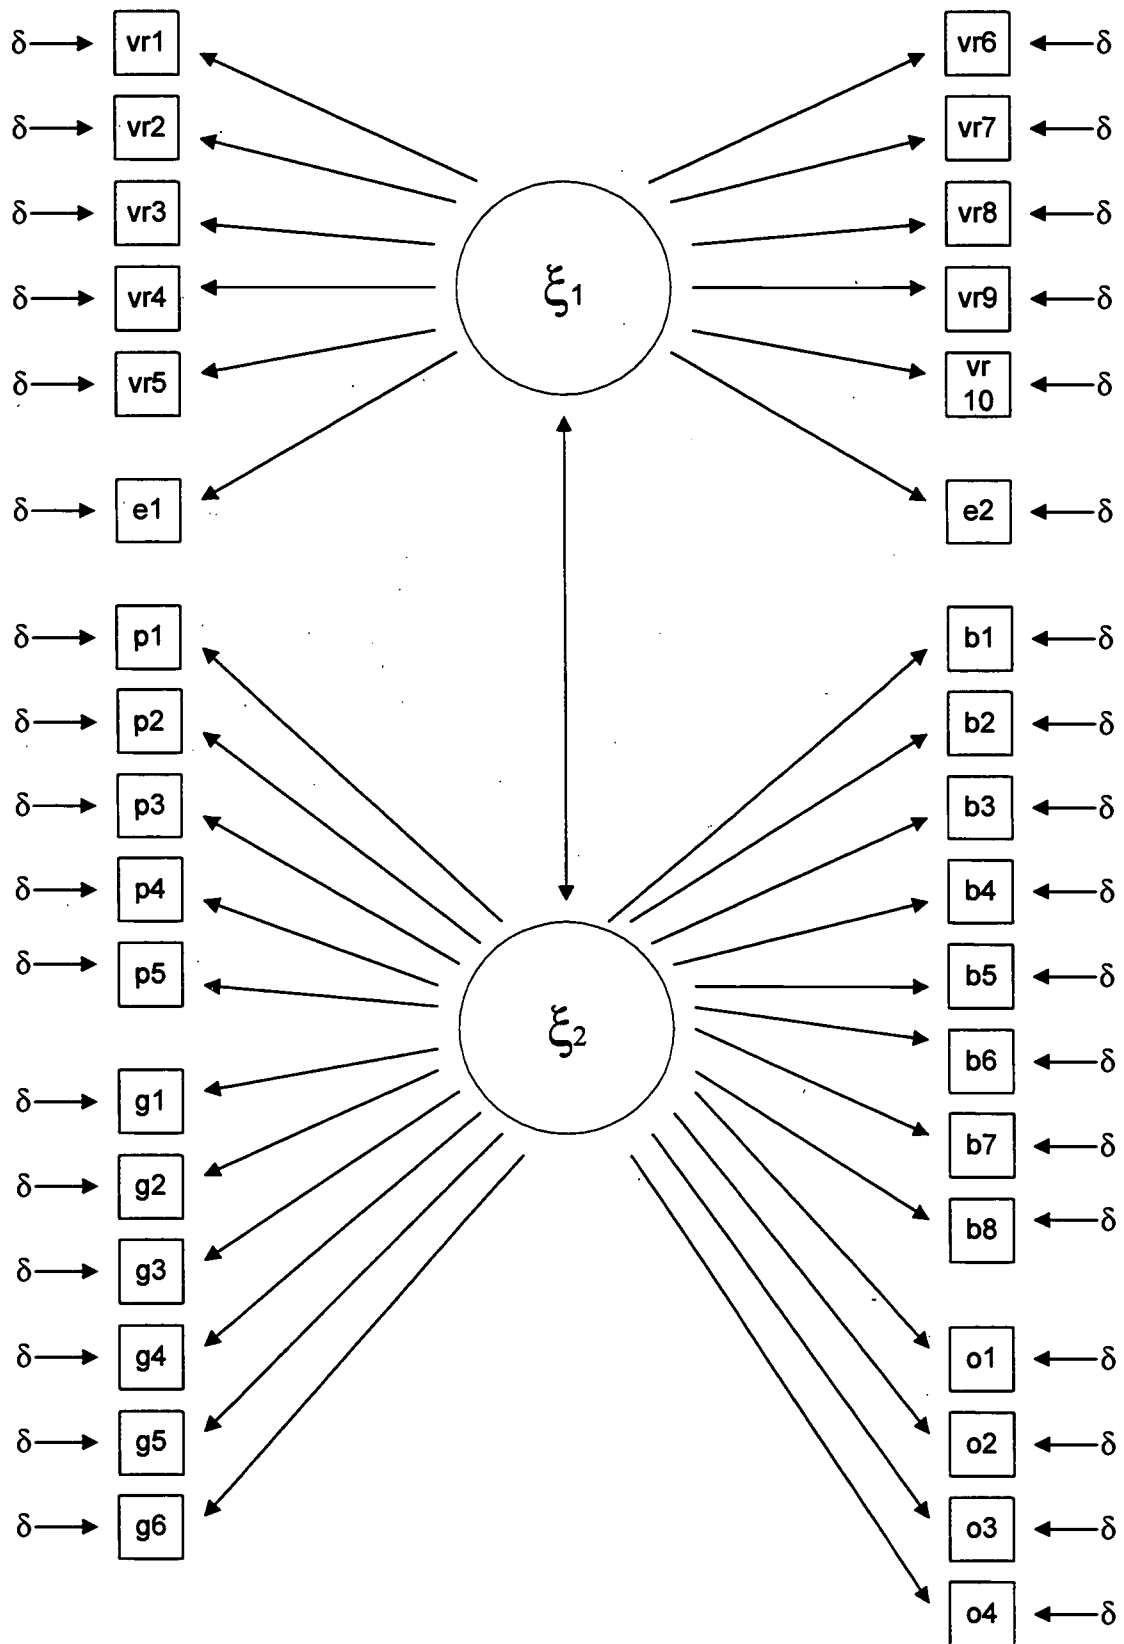 δ vr1 vr6 δ
δ vr2 vr7 δ
δ vr3 vr8 δ
ξ1
δ vr4 vr9 δ
δ vr5 vr
10 δ
δ e1 e2 δ
δ p1 b1 δ
δ p2 b2 δ
δ p3 b3 δ
δ p4 b4 δ
δ p5 b5 δ
ξ2
b6 δ
δ g1
b7 δ
δ g2
b8 δ
δ g3
δ g4 o1 δ
δ g5 o2 δ
δ g6 o3 δ
o4 δ